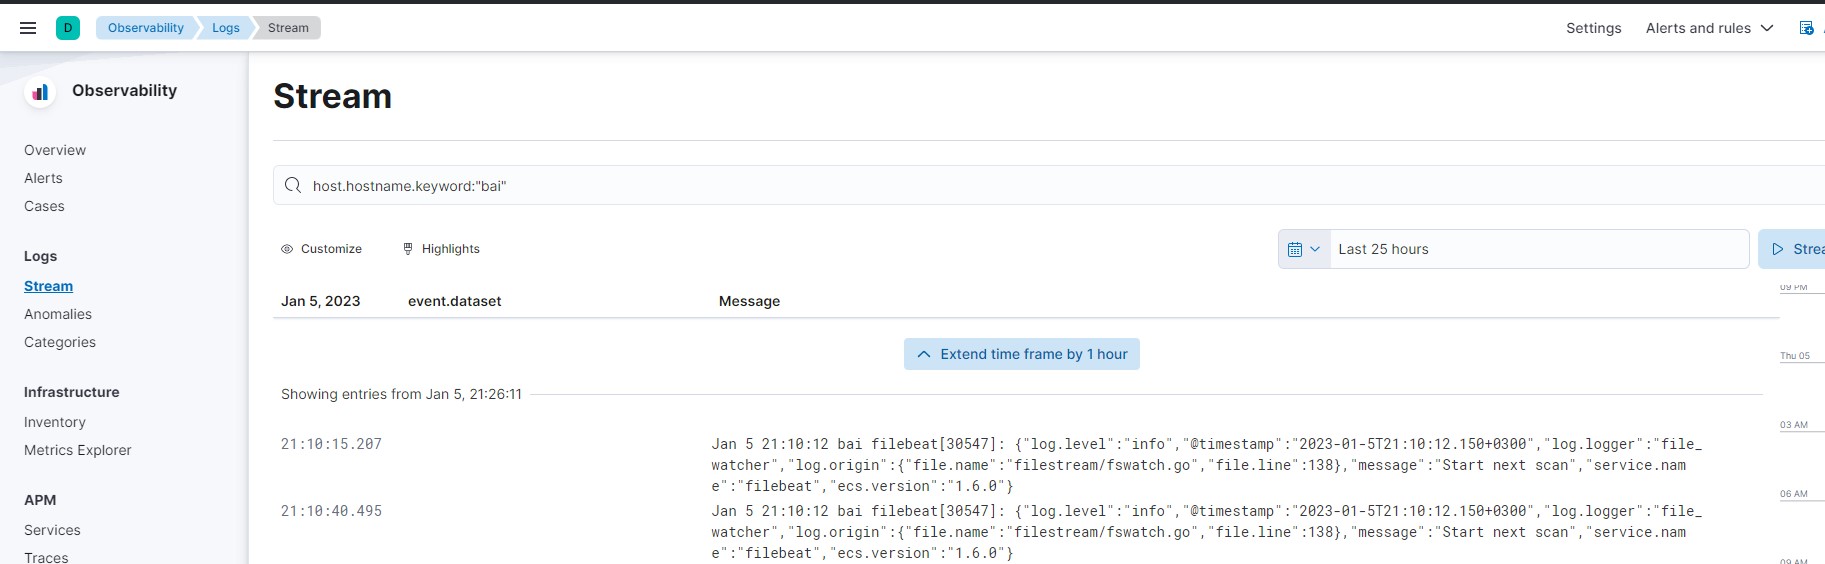 D Observability Logs Stream Settings Alerts and rules
Observability
Stream
Overview
Alerts
Cases
host.hostname.keyword:"bai"
Customize Highlights Last 25 hours
Logs
Stream
Anomalies
Categories
Jan 5, 2023 event.dataset Message
09 PM
Extend time frame by 1 hour
Thu 05
Showing entries from Jan 5, 21:26:11
Infrastructure
Inventory
Metrics Explorer
21:10:15.207 Jan 5 21:10:12 bai filebeat[30547]: {"log.level":"info","@timestamp":"2023-01-5T21:10:12.150+0300","log.logger":"file_
watcher","log.origin":{"file.name":"filestream/fswatch.go","file.line":138},"message":"Start next scan","service.nam
e":"filebeat","ecs.version":"1.6.0"}
03 AM
21:10:40.495 Jan 5 21:10:12 bai filebeat[30547]: {"log.level":"info","@timestamp":"2023-01-5T21:10:12.150+0300","log.logger":"file_
watcher","log.origin":{"file.name":"filestream/fswatch.go","file.line":138},"message":"Start next scan","service.nam
e":"filebeat","ecs.version":"1.6.0"}
06 AM
09 AM
APM
Services
Traces